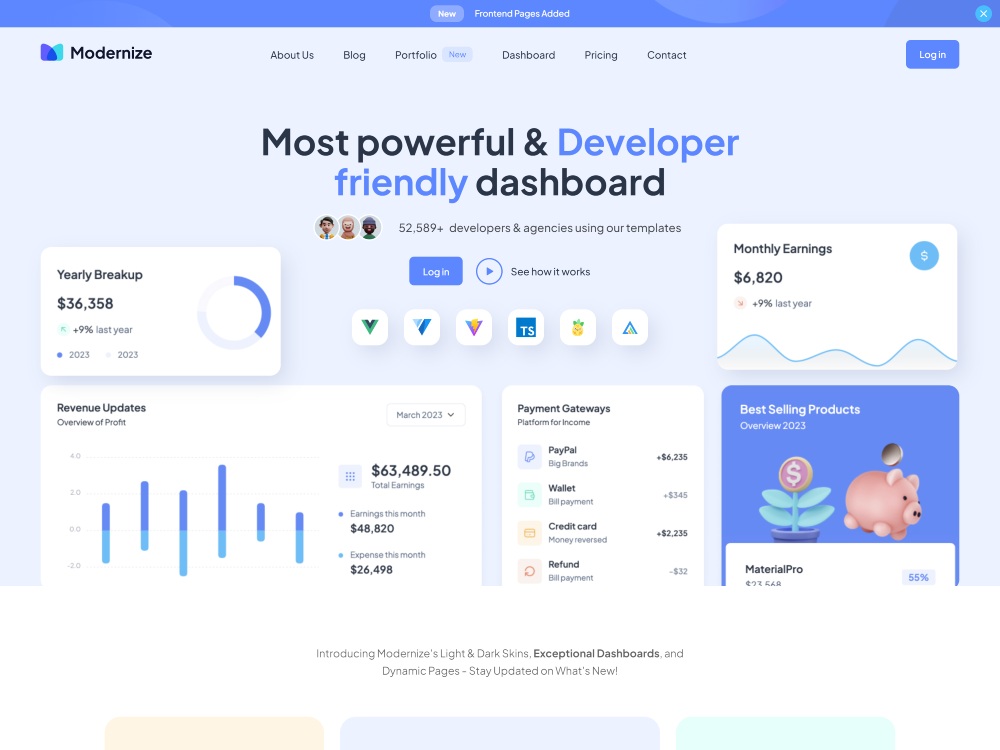 New Frontend Pages Added
Modernize
About Us Blog Portfolio New Dashboard Pricing Contact
Log in
Most powerful & Developer
friendly dashboard
52,589+ developers & agencies using our templates
Log in See how it works
TS
Yearly Breakup
$36,358
+9% last year
2023 2023
Monthly Earnings
$
$6,820
+9% last year
Revenue Updates
Overview of Profit
March 2023
4.0
2.0
0.0
-2.0
$63,489.50
Total Earnings
Earnings this month
$48,820
Expense this month
$26,498
Payment Gateways
Platform for Income
PayPal
Big Brands
+$6,235
Wallet
Bill payment
+$345
Credit card
Money reversed
+$2,235
Refund
Bill payment
-$32
Best Selling Products
Overview 2023
$
MaterialPro
$23,568
55%
Introducing Modernize's Light & Dark Skins, Exceptional Dashboards, and
Dynamic Pages - Stay Updated on What's New!